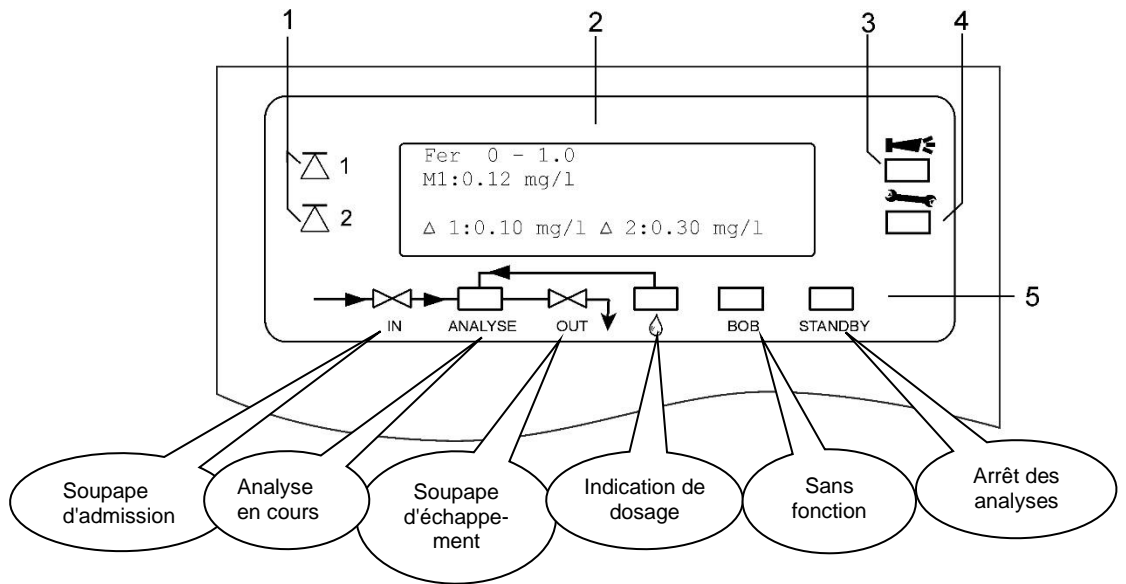 1
2
3
4
1
2
Fer 0 - 1.0
M1:0.12 mg/l
△ 1:0.10 mg/l △ 2:0.30 mg/l
5
IN
ANALYSE
OUT
BOB
STANDBY
Soupape
d'admission
Analyse
en cours
Soupape
d'échappe-
ment
Indication de
dosage
Sans
fonction
Arrêt des
analyses